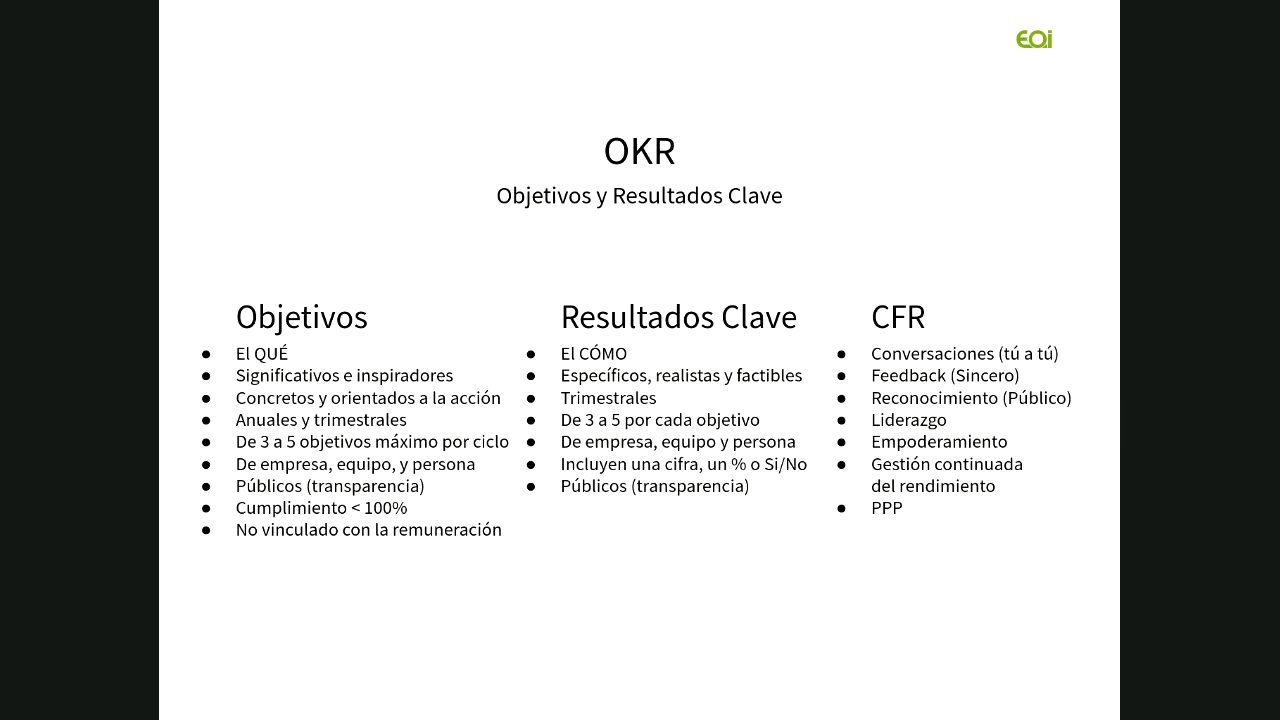 EOi
OKR
Objetivos y Resultados Clave
Objetivos
● El QUÉ
● Significativos e inspiradores
● Concretos y orientados a la acción
● Anuales y trimestrales
● De 3 a 5 objetivos máximo por ciclo
● De empresa, equipo, y persona
● Públicos (transparencia)
● Cumplimiento < 100%
● No vinculado con la remuneración
Resultados Clave
● El CÓMO
● Específicos, realistas y factibles
● Trimestrales
● De 3 a 5 por cada objetivo
● De empresa, equipo y persona
● Incluyen una cifra, un % o Si/No
● Públicos (transparencia)
CFR
● Conversaciones (tú a tú)
● Feedback (Sincero)
● Reconocimiento (Público)
● Liderazgo
● Empoderamiento
● Gestión continuada
del rendimiento
● PPP